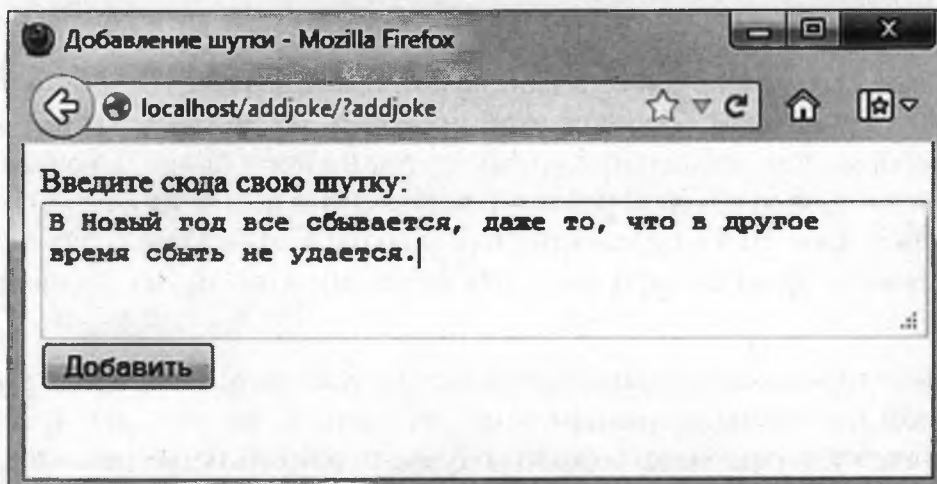 Добавление шутки - Mozilla Firefox
localhost/addjoke/?addjoke
Введите сюда свою шутку:
В Новый год все сбывается, даже то, что в другое
время сбыть не удается.
Добавить